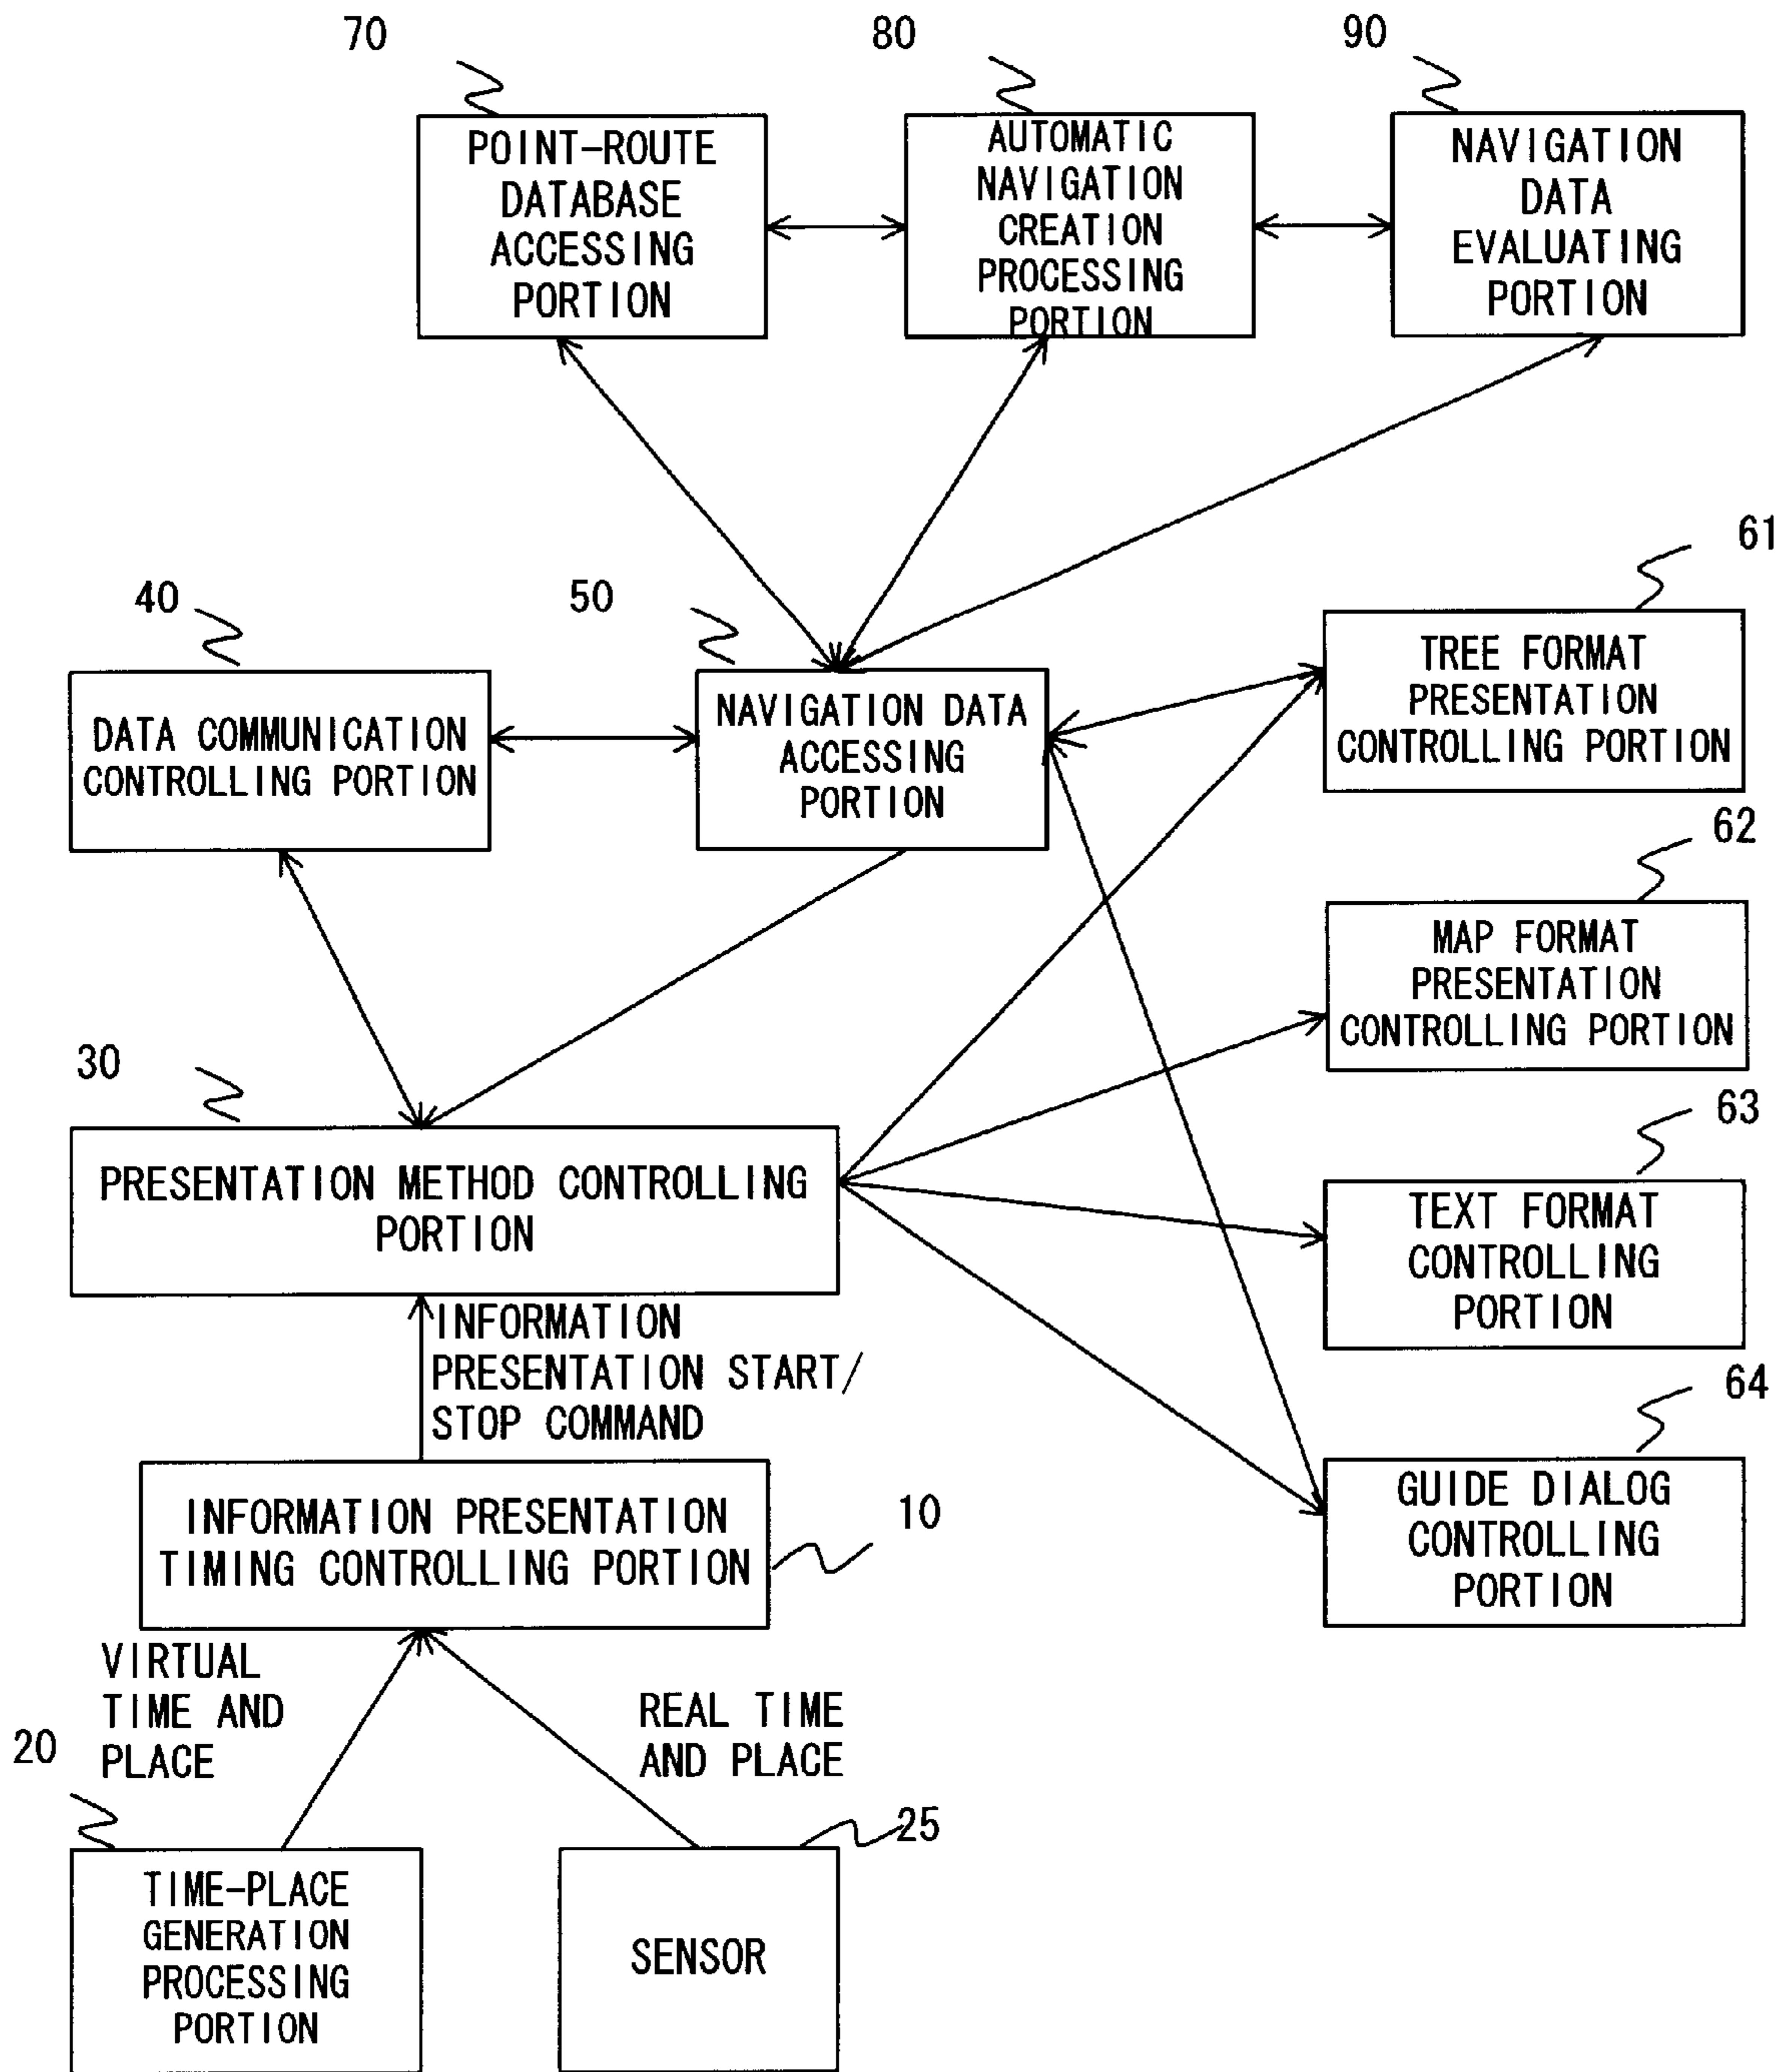 70
80
90
POINT-ROUTE
DATABASE
ACCESSING
PORTION
AUTOMATIC
NAVIGATION
CREATION
PROCESSING
PORTION
NAVIGATION
DATA
EVALUATING
PORTION
40
50
61
DATA COMMUNICATION
CONTROLLING PORTION
NAVIGATION DATA
ACCESSING
PORTION
TREE FORMAT
PRESENTATION
CONTROLLING PORTION
62
MAP FORMAT
PRESENTATION
CONTROLLING PORTION
30
PRESENTATION METHOD CONTROLLING
PORTION
63
TEXT FORMAT
CONTROLLING
PORTION
INFORMATION
PRESENTATION START/
STOP COMMAND
64
GUIDE DIALOG
CONTROLLING
PORTION
INFORMATION PRESENTATION
TIMING CONTROLLING PORTION
10
VIRTUAL
TIME AND
PLACE
REAL TIME
AND PLACE
20
25
TIME-PLACE
GENERATION
PROCESSING
PORTION
SENSOR